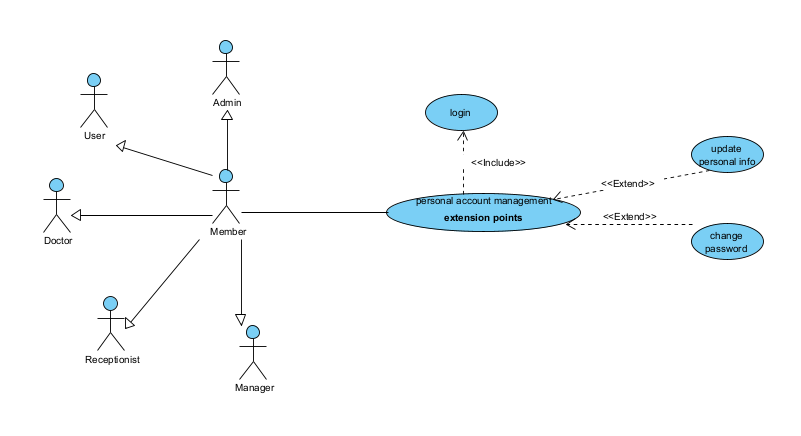 Admin
User
login
update
personal info
<<Include>>
<<Extend>>
personal account management
extension points
<<Extend>>
Doctor
Member
change
password
Receptionist
Manager